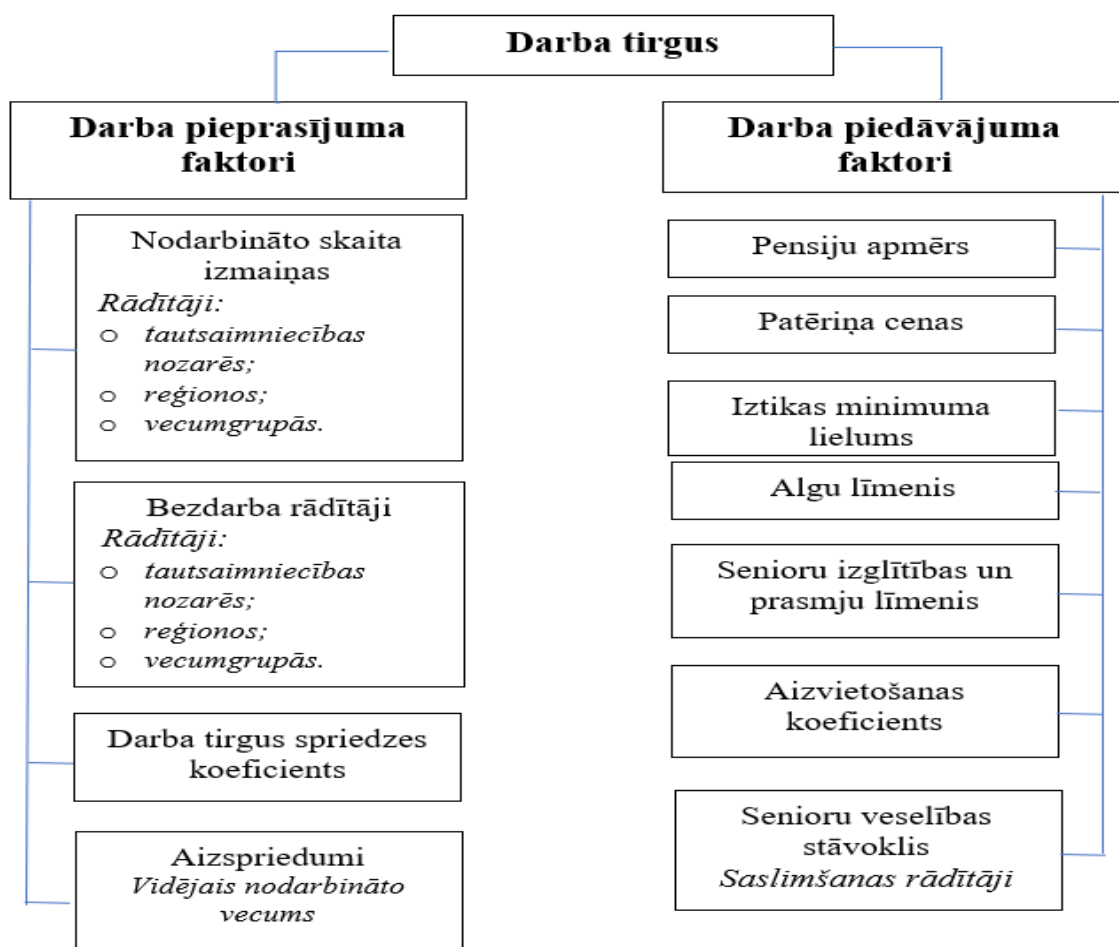 Darba tirgus
Darba pieprasījuma
faktori
Nodarbināto skaita
izmaiņas
Rādītāji:
o tautsaimniecības
nozarēs;
o reģionos;
o vecumgrupās.
Bezdarba rādītāji
Rādītāji:
o tautsaimniecības
nozarēs;
o reģionos;
o vecumgrupās.
Darba tirgus spriedzes
koeficients
Aizspriedumi
Vidējais nodarbināto
vecums
Darba piedāvājuma
faktori
Pensiju apmērs
Patēriņa cenas
Iztikas minimuma
lielums
Algu līmenis
Senioru izglītības un
prasmju līmenis
Aizvietošanas
koeficients
Senioru veselības
stāvoklis
Saslimšanas rādītāji